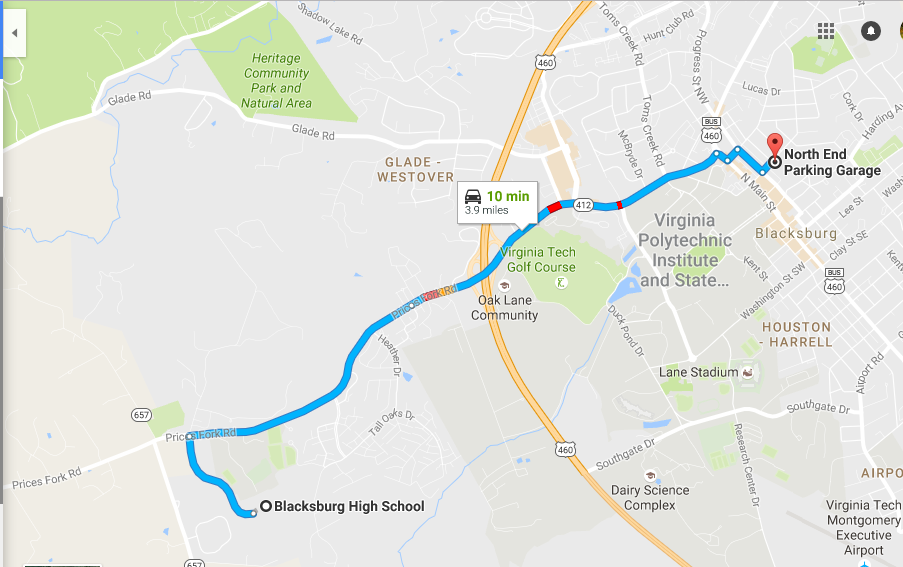 Shadow Lake Rd
Toms Creek Rd
Hunt Club Rd
Progress St NW
460
Heritage
Community
Park and
Natural Area
Glade Rd
Glade Rd
Lucas Dr
Cork Dr
Harding Av
BUS
460
McBryde Dr
Toms Creek Rd
North End
Parking Garage
GLADE -
WESTOVER
10 min
3.9 miles
412
N Main St
Lee St
Virginia
Polytechnic
Institute
and State...
Blacksburg
Clay St SE
Virginia Tech
Golf Course
Kent St
Washington St SW
BUS
460
Prices Fork Rd
Oak Lane
Community
Duck Pond Dr
HOUSTON
- HARRELL
Heather Dr
Lane Stadium
Airport Rd
657
Tall Oaks Dr
Southgate Dr
Prices Fork Rd
460
Southgate Dr
Research Center Dr
Prices Fork Rd
AIRPO
Dairy Science
Complex
Blacksburg High School
Virginia Tech
Montgomery
Executive
Airport
657